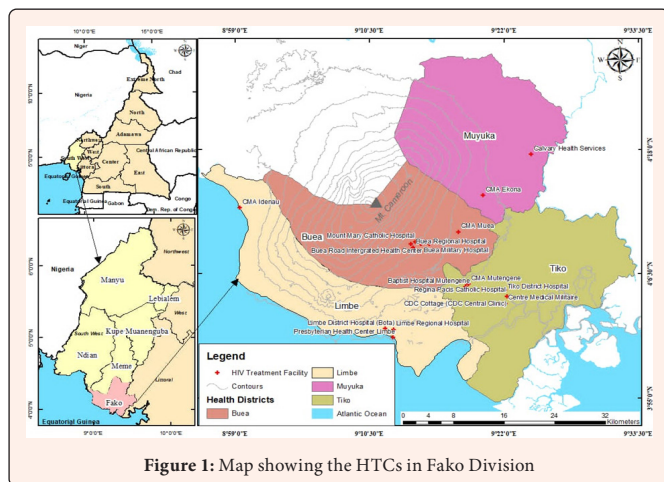 10°0'0"E
Niger
Chad
Extreme North
Nigeria
North
Adamawa
Central African Republic
Northwest
West
South West
Littoral
Center
East
Equatorial Guinea
South
Equatorial Guinea
Gabon
Congo
Dem. Rep. of Congo
Nigeria
Northwest
Manyu
Lebialem
West
South West
Kupe Muanenguba
Ndian
Meme
Littoral
Fako
Equatorial Guinea
9°0'0"E
10°0'0"E
8°59'0"E
9°10'30"E
9°22'0"E
9°33'30"E
Muyuka
Calvary Health Services
CMA Ekona
CMA Idenau
Mt. Cameroon
Buea
CMA Muea
Mount Mary Catholic Hospital
Buea Regional Hospital
Buea Road Intergrated Health Center
Buea Military Hospital
Tiko
Baptist Hospital Mutengene
CMA Mutengene
Regina Pacis Catholic Hospital
Tiko District Hospital
CDC Cottage (CDC Central Clinic)
Centre Medical Militaire
Limbe
Limbe District Hospital (Bota)
Limbe Regional Hospital
Presbyterian Health Center Limbe
Legend
HIV Treatment Facility
Contours
Health Districts
Buea
Limbe
Muyuka
Tiko
Atlantic Ocean
0 4 8 16 24 32
Kilometers
8°59'0"E
9°10'30"E
9°22'0"E
9°33'30"E
Figure 1: Map showing the HTCs in Fako Division